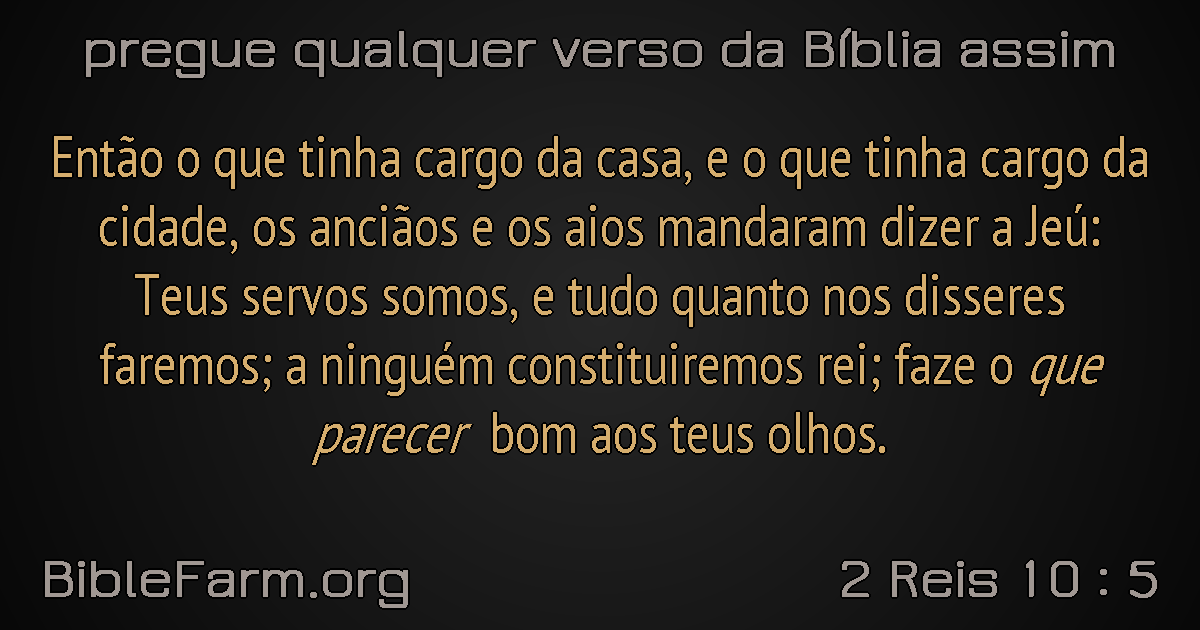 pregue qualquer verso da Bíblia assim
Então o que tinha cargo da casa, e o que tinha cargo da
cidade, os anciãos e os aios mandaram dizer a Jeú:
Teus servos somos, e tudo quanto nos disseres
faremos; a ninguém constituiremos rei; faze o que
parecer bom aos teus olhos.
BibleFarm.org
2 Reis 10 : 5